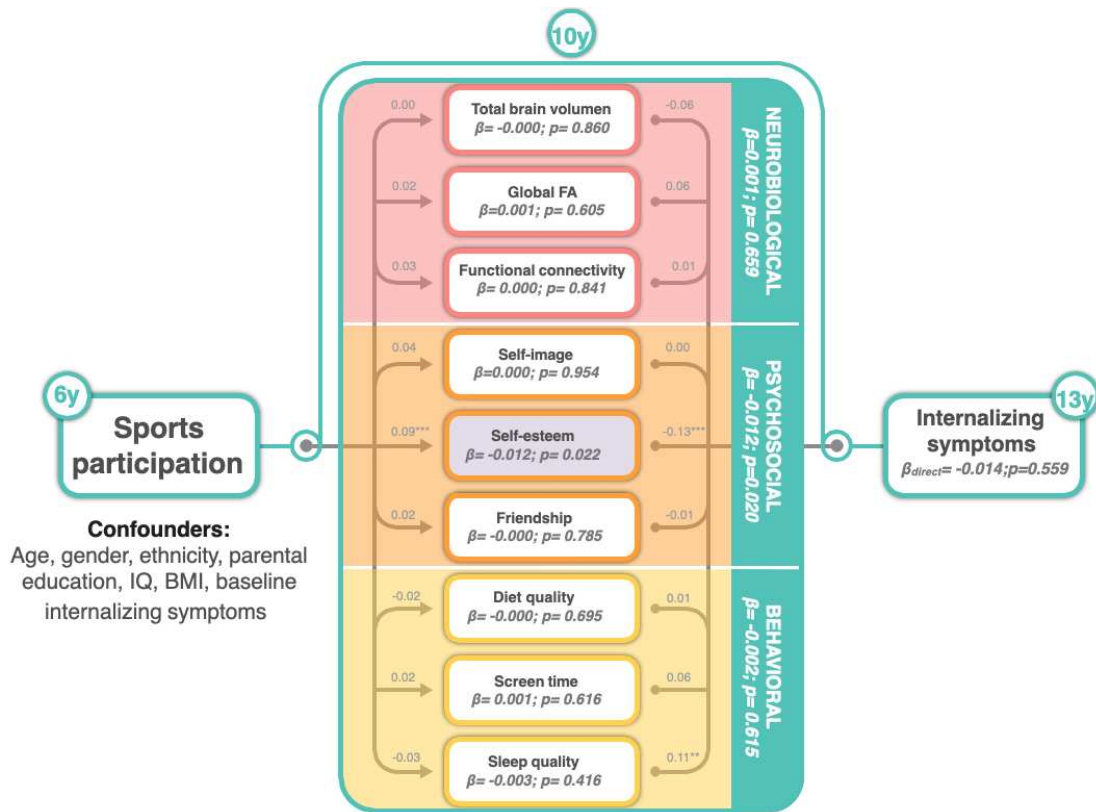 10y
0.00
Total brain volumen
β= -0.000; p= 0.860
-0.06
0.02
Global FA
β=0.001; p= 0.605
0.06
0.03
Functional connectivity
β= 0.000; p= 0.841
0.01
NEUROBIOLOGICAL
β=0.001; p= 0.659
6y
Sports
participation
Confounders:
Age, gender, ethnicity, parental
education, IQ, BMI, baseline
internalizing symptoms
0.04
Self-image
β=0.000; p= 0.954
0.00
0.09***
Self-esteem
β= -0.012; p= 0.022
-0.13***
0.02
Friendship
β= -0.000; p= 0.785
-0.01
PSYCHOSOCIAL
β= -0.012; p=0.020
-0.02
Diet quality
β= -0.000; p= 0.695
0.01
0.02
Screen time
β= 0.001; p= 0.616
0.06
-0.03
Sleep quality
β= -0.003; p= 0.416
0.11**
BEHAVIORAL
β= -0.002; p= 0.615
13y
Internalizing
symptoms
βdirect= -0.014;p=0.559